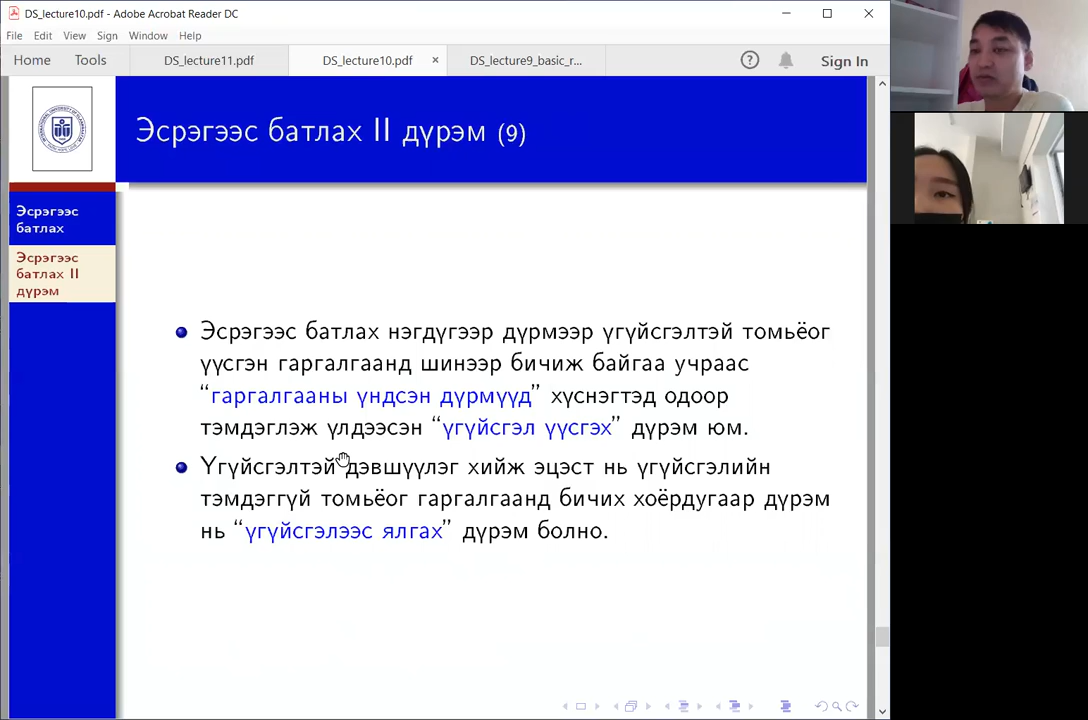 DS_lecture10.pdf - Adobe Acrobat Reader DC
File Edit View Sign Window Help
Home Tools DS_lecture11.pdf DS_lecture10.pdf × DS_lecture9_basic_r... Sign In
Эсрэгээс батлах II дүрэм (9)
Эсрэгээс
батлах
Эсрэгээс
батлах II
дүрэм
Эсрэгээс батлах нэгдүгээр дүрмээр үгүйсгэлтэй томьёог
үүсгэн гаргалгаанд шинээр бичиж байгаа учраас
“гаргалгааны үндсэн дүрмүүд” хүснэгтэд одоор
тэмдэглэж үлдээсэн “үгүйсгэл үүсгэх” дүрэм юм.
Үгүйсгэлтэй дэвшүүлэг хийж эцэст нь үгүйсгэлийн
тэмдэггүй томьёог гаргалгаанд бичих хоёрдугаар дүрэм
нь “үгүйсгэлээс ялгах” дүрэм болно.